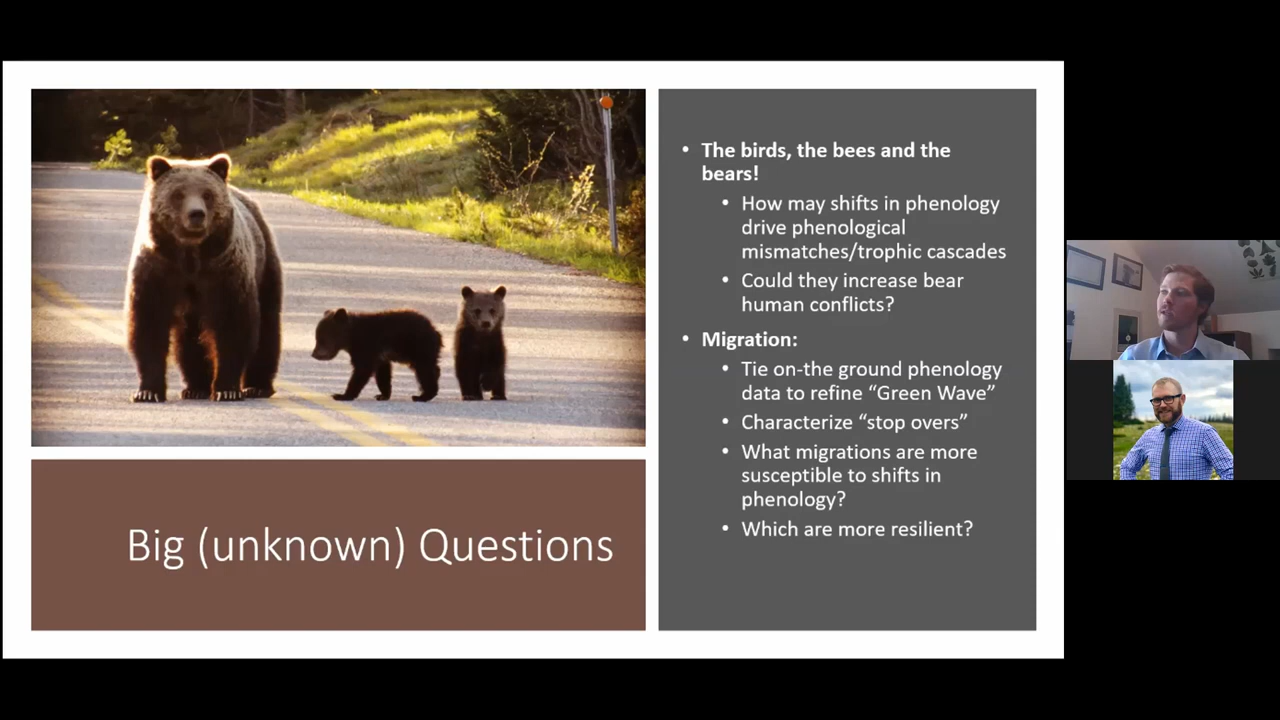 The birds, the bees and the
bears!
How may shifts in phenology
drive phenological
mismatches/trophic cascades
Could they increase bear
human conflicts?
Migration:
Tie on-the ground phenology
data to refine “Green Wave”
Characterize “stop overs”
What migrations are more
susceptible to shifts in
phenology?
Which are more resilient?
Big (unknown) Questions